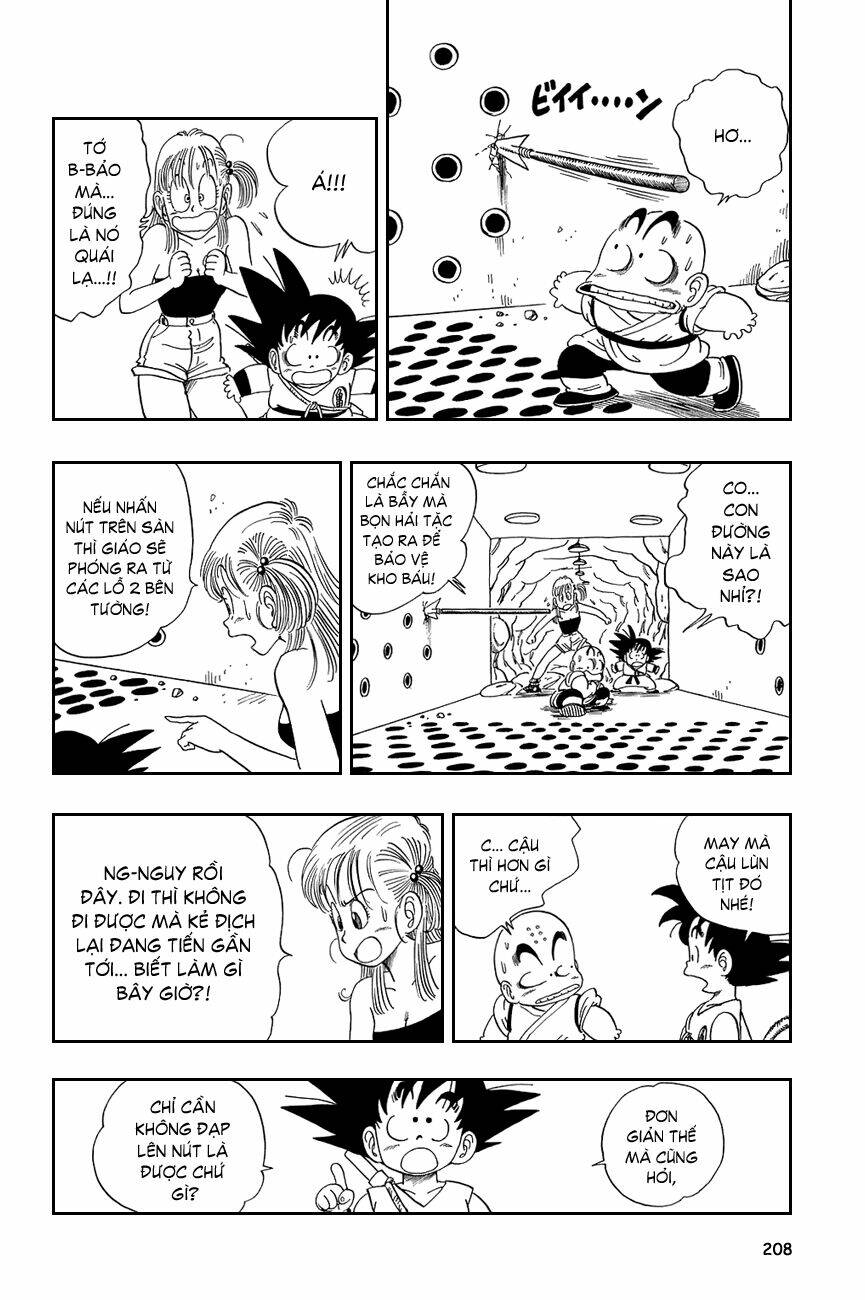 ビイイ・・・・ン
HƠ...
Á!!!
TỚ
B-BẢO
MÀ...
ĐÚNG
LÀ NÓ
QUÁI
LẠ...!!
CO...
CON
ĐƯỜNG
NÀY LÀ
SAO
NHỈ?!
CHẮC CHẮN
LÀ BẪY MÀ
BỌN HẢI TẶC
TẠO RA ĐỂ
BẢO VỆ
KHO BÁU!
NẾU NHẤN
NÚT TRÊN SÀN
THÌ GIÁO SẼ
PHÓNG RA TỪ
CÁC LỖ 2 BÊN
TƯỜNG!
MAY MÀ
CẬU LÙN
TỊT ĐÓ
NHÉ!
C... CẬU
THÌ HƠN GÌ
CHỨ...
NG-NGUY RỒI
ĐÂY. ĐI THÌ KHÔNG
ĐI ĐƯỢC MÀ KẺ ĐỊCH
LẠI ĐANG TIẾN GẦN
TỚI... BIẾT LÀM GÌ
BÂY GIỜ?!
ĐƠN
GIẢN THẾ
MÀ CŨNG
HỎI,
CHỈ CẦN
KHÔNG ĐẠP
LÊN NÚT LÀ
ĐƯỢC CHỨ
GÌ?
208